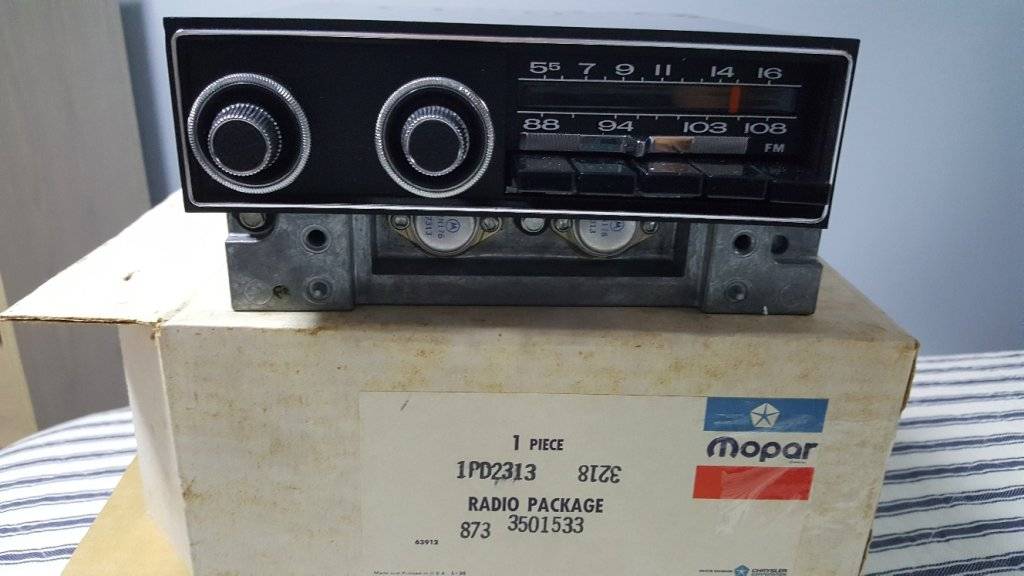 55 7 9 11 14 16
88 94 103 108
FM
1 PIECE
1PD2313 3218
RADIO PACKAGE
873 3501533
63912
Mopar
CHRYSLER